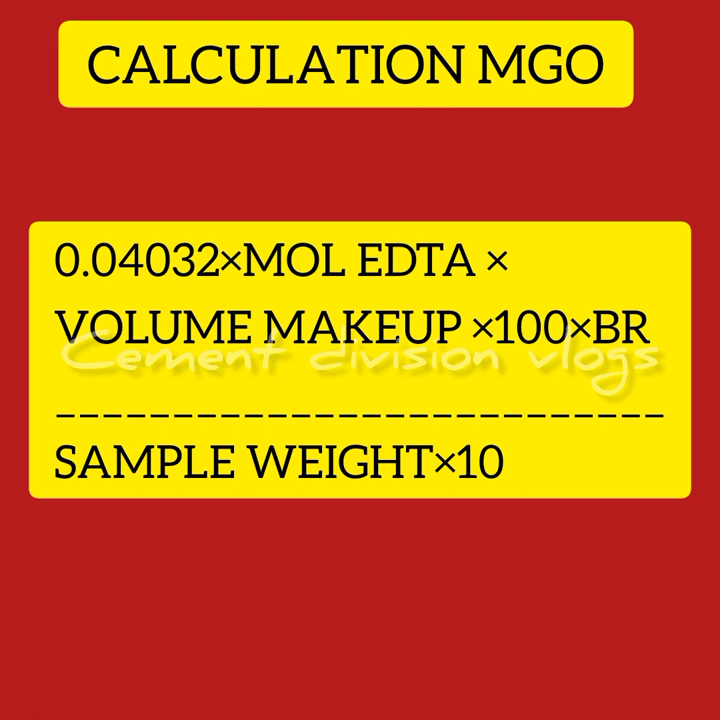 CALCULATION MGO
0.04032×MOL EDTA ×
VOLUME MAKEUP ×100×BR
Cement division vlogs
---------------------------
SAMPLE WEIGHT×10